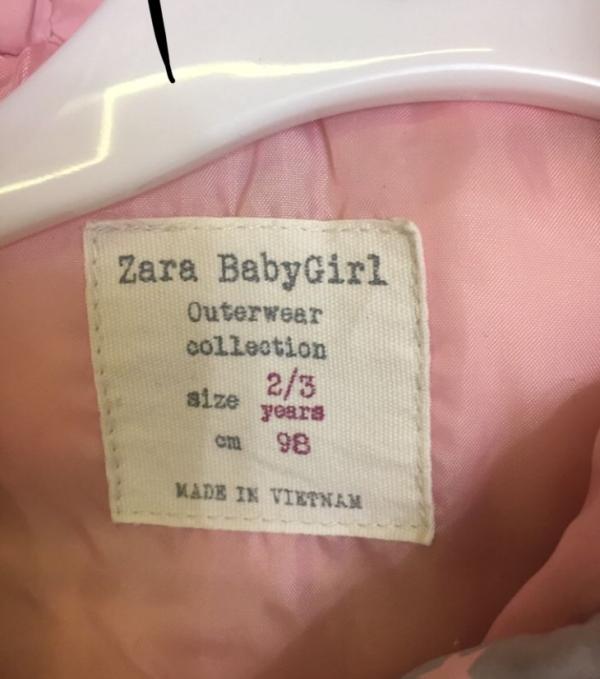 Zara BabyGirl
Outerwear
collection
size 2/3 years
cm 98
MADE IN VIETNAM